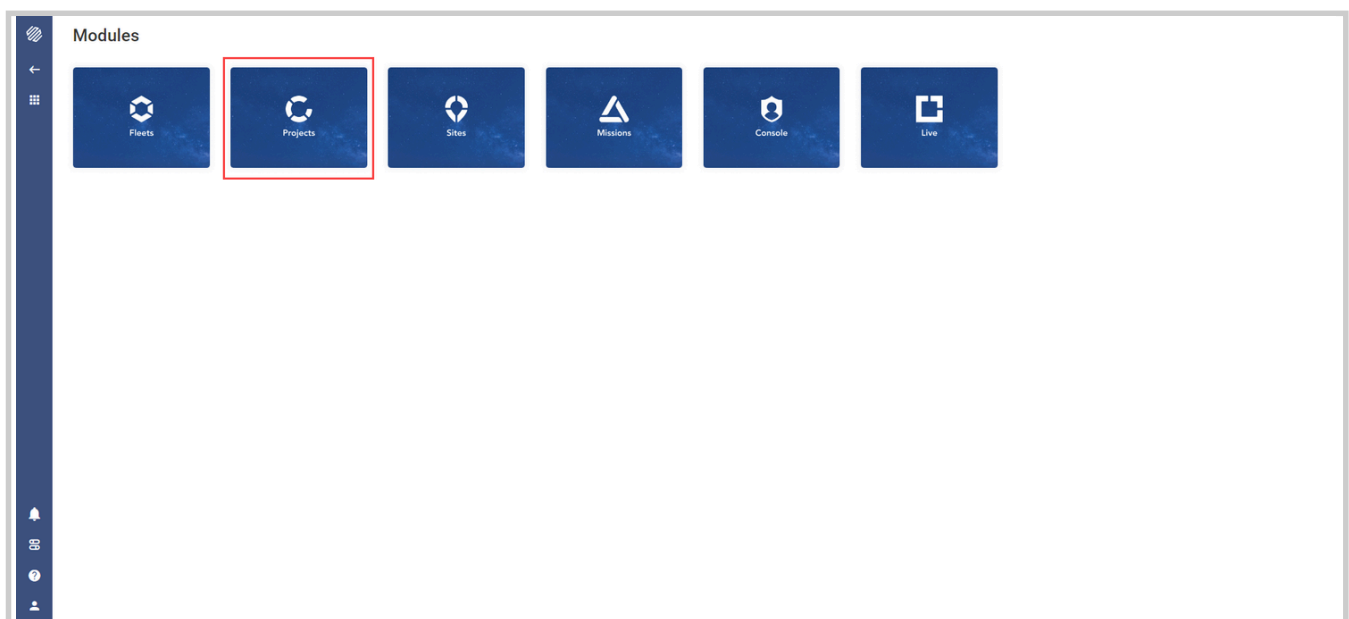 Modules
Fleets
Projects
Sites
Missions
Console
Live